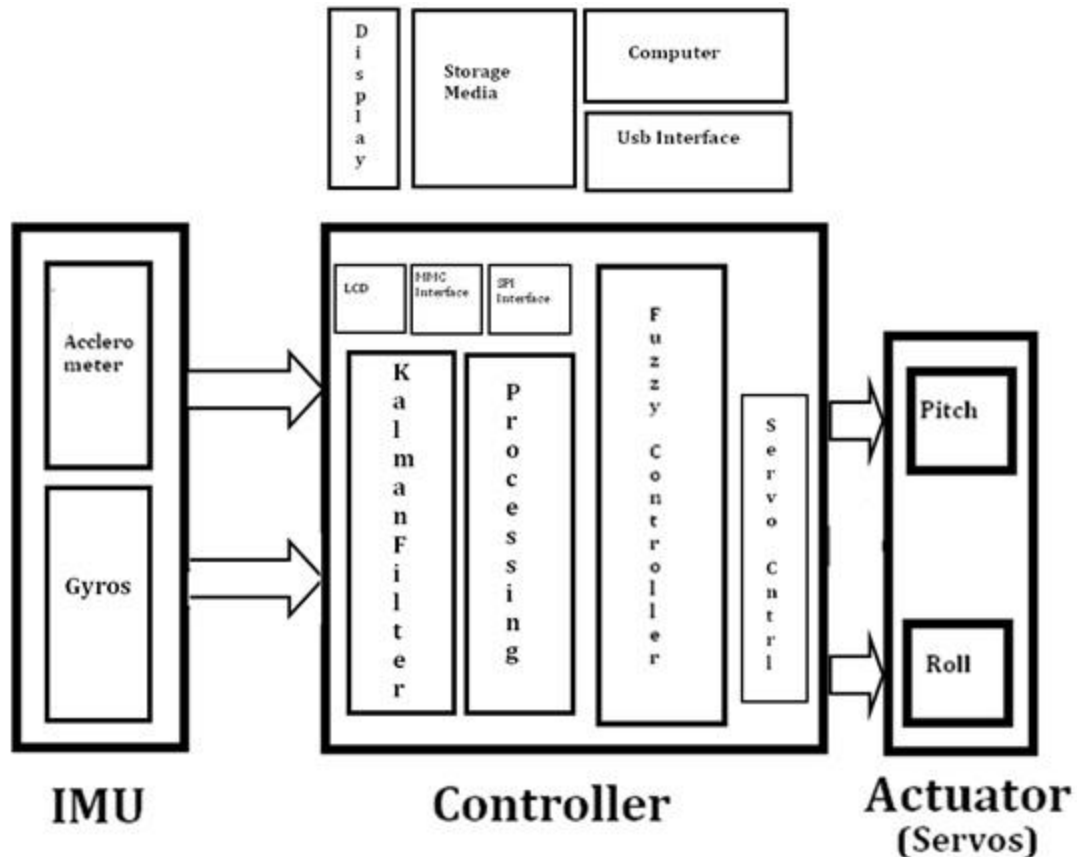 Display
Storage
Media
Computer
Usb Interface
Acclero
meter
Gyros
LCD
MMC
Interface
SPI
Interface
KalmanFilter
Processing
Fuzzy Controller
Servo Cntrl
Pitch
Roll
IMU
Controller
Actuator
(Servos)